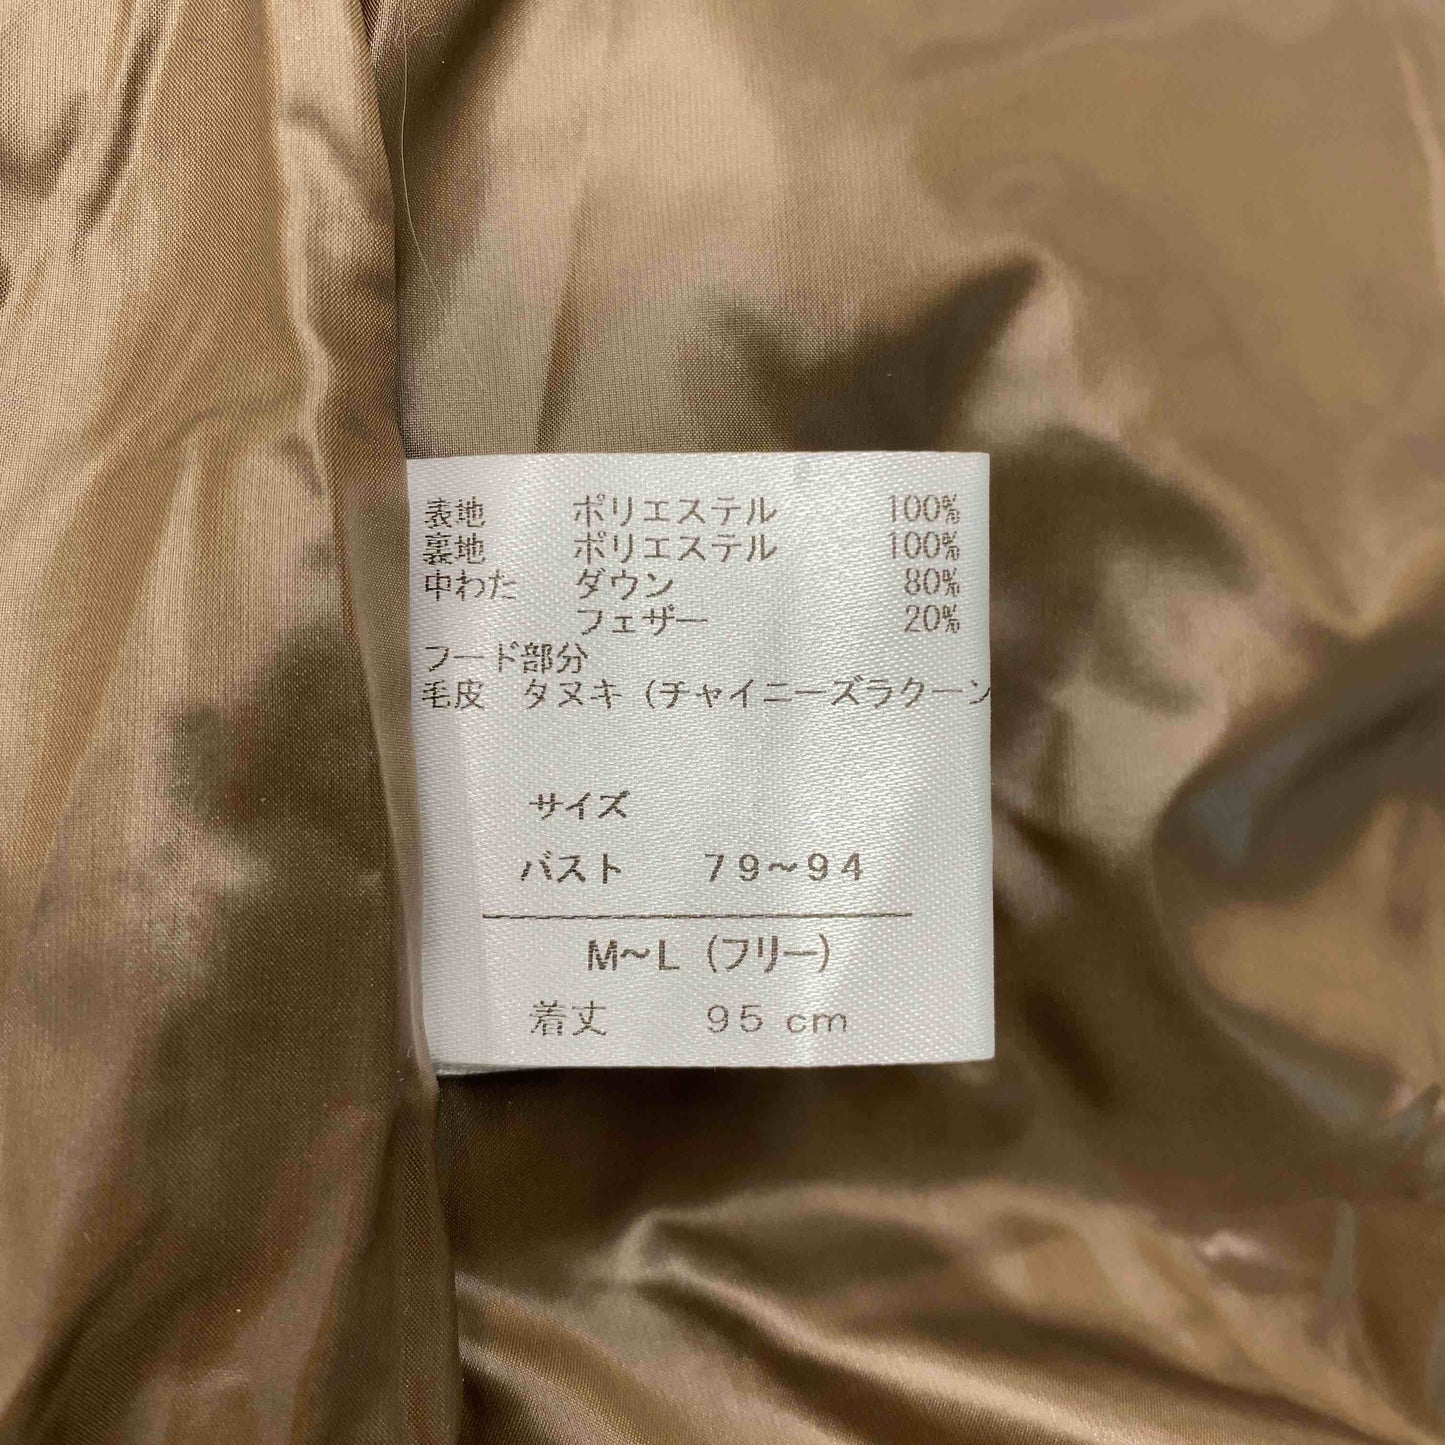 表地 ポリエステル 100%
裏地 ポリエステル 100%
中わた ダウン 80%
フェザー 20%
フード部分
毛皮 タヌキ（チャイニーズラクーン
サイズ
バスト 79〜94
M〜L（フリー）
着丈 95cm